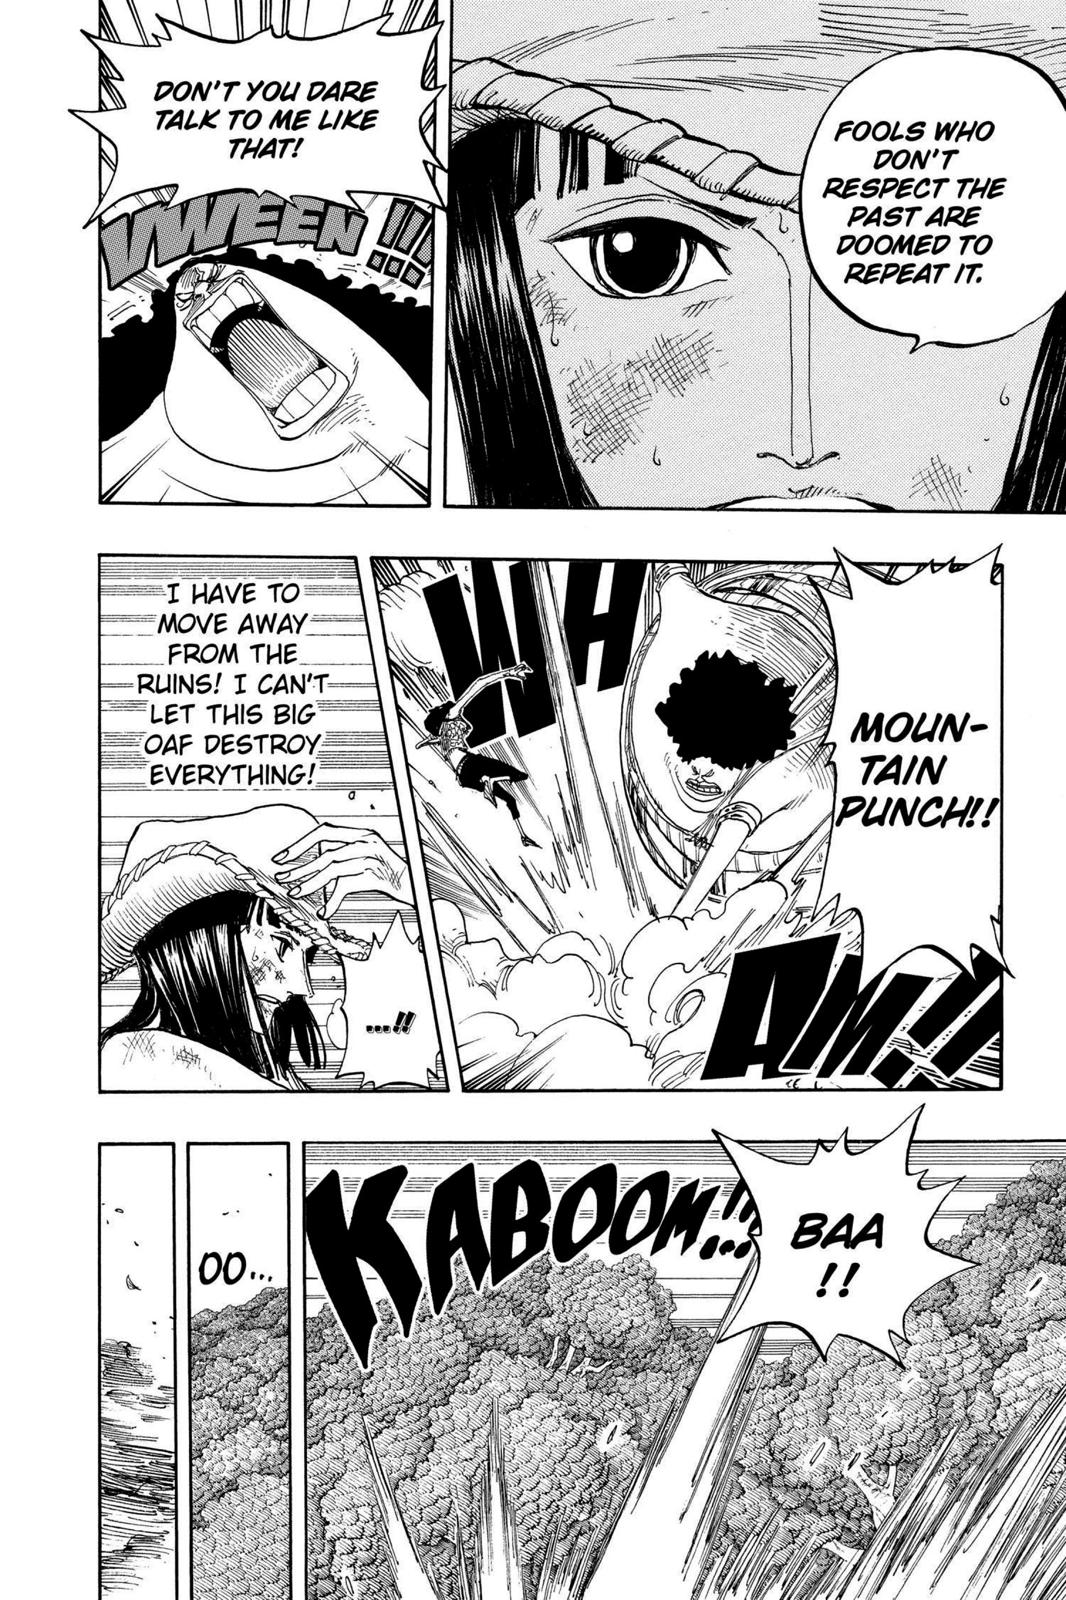 FOOLS WHO
DON'T
RESPECT THE
PAST ARE
DOOMED TO
REPEAT IT.
DON'T YOU DARE
TALK TO ME LIKE
THAT!
VWEEN!!!
MOUN-
TAIN
PUNCH!!
WH
AM!!
I HAVE TO
MOVE AWAY
FROM THE
RUINS! I CAN'T
LET THIS BIG
OAF DESTROY
EVERYTHING!
...!!
BAA
!!
KABOOM!!
OO...